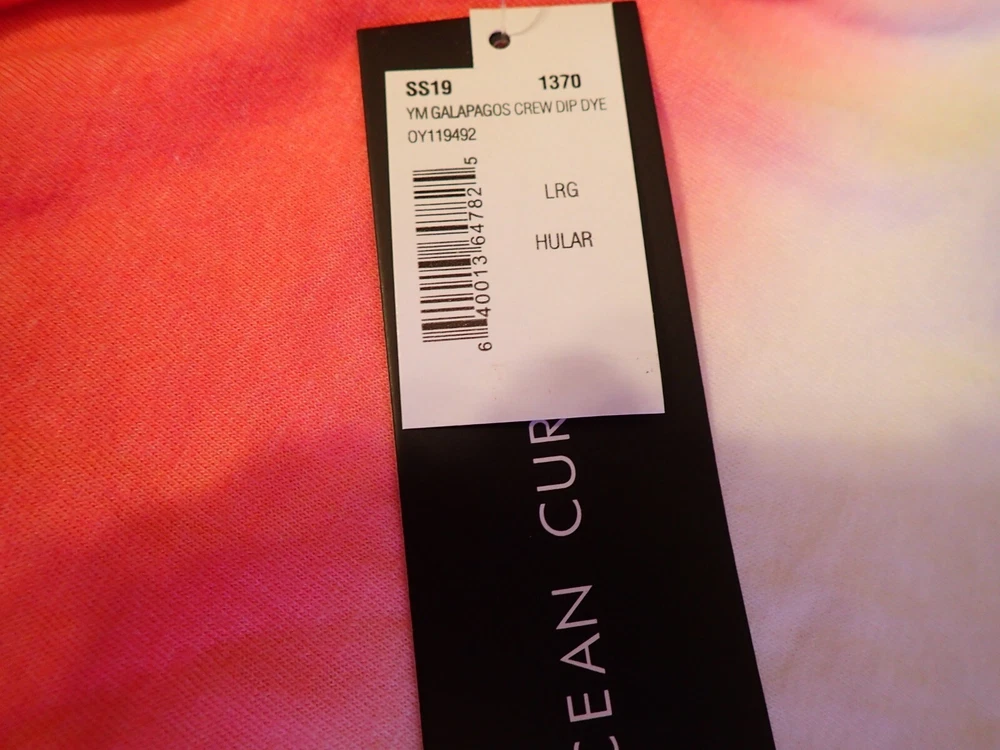 SS19 1370
YM GALAPAGOS CREW DIP DYE
OY119492
LRG
HULAR
6 40013 64782 5
CEAN CUR